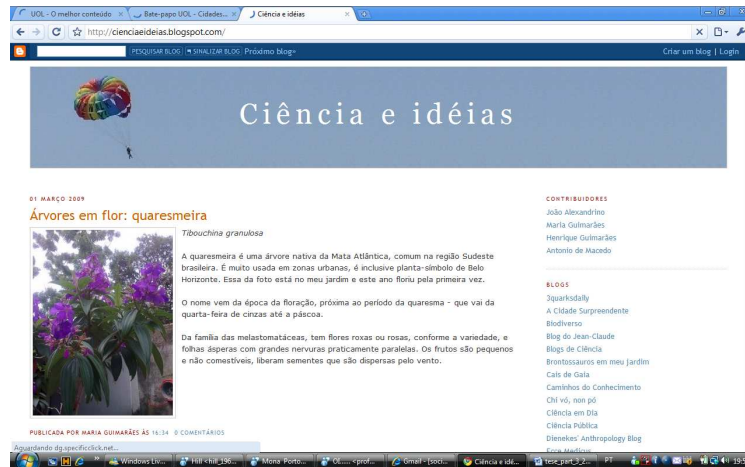 UOL - O melhor conteúdo
Bate-papo UOL - Cidades...
Ciência e idéias
http://cienciaeideias.blogspot.com/
PESQUISAR BLOG
SINALIZAR BLOG
Próximo blog»
Criar um blog | Login
Ciência e idéias
01 MARÇO 2009
Árvores em flor: quaresmeira
Tibouchina granulosa
A quaresmeira é uma árvore nativa da Mata Atlântica, comum na região Sudeste
brasileira. É muito usada em zonas urbanas, é inclusive planta-símbolo de Belo
Horizonte. Essa da foto está no meu jardim e este ano floriu pela primeira vez.
O nome vem da época da floração, próxima ao período da quaresma - que vai da
quarta-feira de cinzas até a páscoa.
Da família das melastomatáceas, tem flores roxas ou rosas, conforme a variedade, e
folhas ásperas com grandes nervuras praticamente paralelas. Os frutos são pequenos
e não comestíveis, liberam sementes que são dispersas pelo vento.
PUBLICADA POR MARIA GUIMARÃES ÀS 16:34 0 COMENTÁRIOS
CONTRIBUIDORES
João Alexandrino
Maria Guimarães
Henrique Guimarães
Antonio de Macedo
BLOGS
3quarksdaily
A Cidade Surpreendente
Biodiverso
Blog do Jean-Claude
Blogs de Ciência
Brontossauros em meu jardim
Cais de Gaia
Caminhos do Conhecimento
Chi vó, non pó
Ciência em Dia
Ciência Pública
Dienekes' Anthropology Blog
Ecce Medicus
Aguardando dg.specificclick.net...
Windows Liv...
Hill <hill_196...
Mona Porto...
OI..... <prof...
Gmail - [soci...
Ciência e idé...
tese_part_3_2...
PT